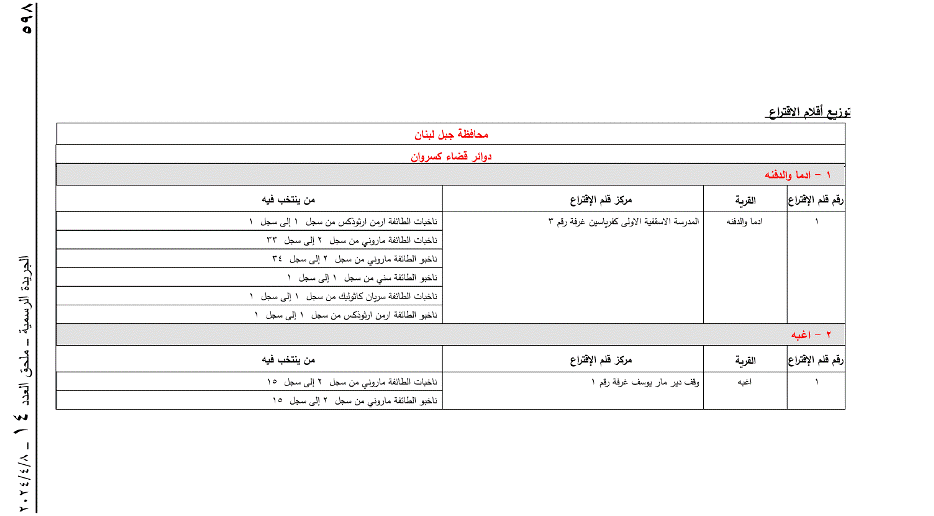 ٥٩٨
الجريدة الرسمية – ملحق العدد ١٤ – ٢٠٢٤/٤/٨
توزيع أقلام الاقتراع
محافظة جبل لبنان
دوائر قضاء كسروان
١ - ادما والدفنه
رقم قلم الإقتراع القرية مركز قلم الإقتراع من ينتخب فيه
١ ادما والدفنه المدرسة الاسقفية الاولى كفرياسين غرفة رقم ٣ ناخبات الطائفة ارمن ارثوذكس من سجل ١ إلى سجل ١
ناخبات الطائفة ماروني من سجل ٢ إلى سجل ٣٣
ناخبو الطائفة ماروني من سجل ٢ إلى سجل ٣٤
ناخبو الطائفة سني من سجل ١ إلى سجل ١
ناخبات الطائفة سريان كاثوليك من سجل ١ إلى سجل ١
ناخبو الطائفة ارمن ارثوذكس من سجل ١ إلى سجل ١
٢ - اغبه
رقم قلم الإقتراع القرية مركز قلم الإقتراع من ينتخب فيه
١ اغبه وقف دير مار يوسف غرفة رقم ١ ناخبات الطائفة ماروني من سجل ٢ إلى سجل ١٥
ناخبو الطائفة ماروني من سجل ٢ إلى سجل ١٥